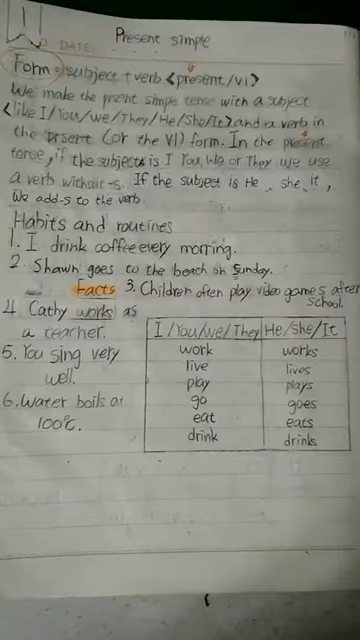 DATE:
Present simple
Form = subject + verb <present/v1>
We make the prsent simple tense with a subject
<like I/You/we/They/He/She/It> and a verb in
the prsent (or the V1) form. In the present
tense, if the subjects is I You, We or They we use
a verb without -s. If the subject is He, she, it,
We add -s to the verb.
Habits and routines
1. I drink coffee every morring.
2. Shawn goes to the beach on Sunday.
Facts 3. Children often play video games after school.
4 Cathy works as a teacher.
5. You sing very well.
6. Water boils at 100°C.
I/You/we/They He/She/It
work works
live lives
play plays
go goes
eat eats
drink drinks